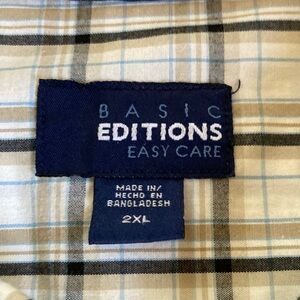 BASIC
EDITIONS
EASY CARE
MADE IN/
HECHO EN
BANGLADESH
2XL